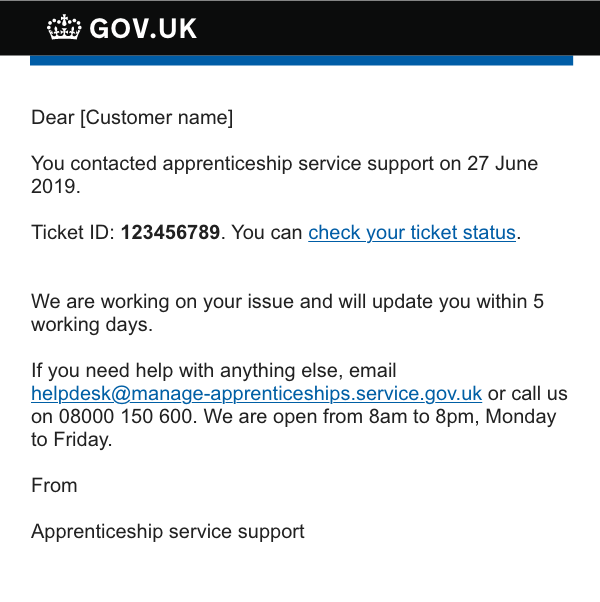 GOV.UK
Dear [Customer name]
You contacted apprenticeship service support on 27 June
2019.
Ticket ID: 123456789. You can check your ticket status.
We are working on your issue and will update you within 5
working days.
If you need help with anything else, email
helpdesk@manage-apprenticeships.service.gov.uk or call us
on 08000 150 600. We are open from 8am to 8pm, Monday
to Friday.
From
Apprenticeship service support